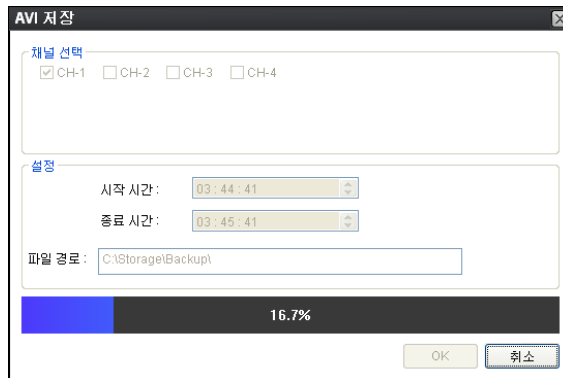 AVI 저장
채널 선택
CH-1 CH-2 CH-3 CH-4
설정
시작 시간 : 03 : 44 : 41
종료 시간 : 03 : 45 : 41
파일 경로 : C:\Storage\Backup\
16.7%
OK 취소